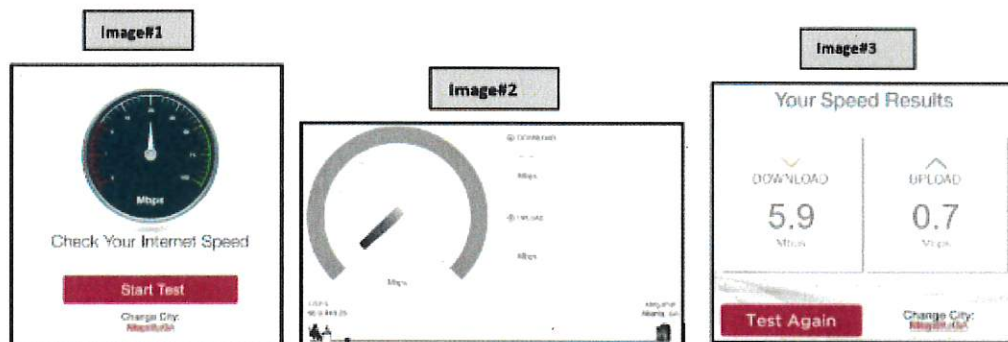 Image#1
Mbps
Check Your Internet Speed
Start Test
Change City:
Image#2
DOWNLOAD
Mbps
UPLOAD
Mbps
Mbps
Image#3
Your Speed Results
DOWNLOAD
UPLOAD
5.9
0.7
Mbps
Mbps
Test Again
Change City: